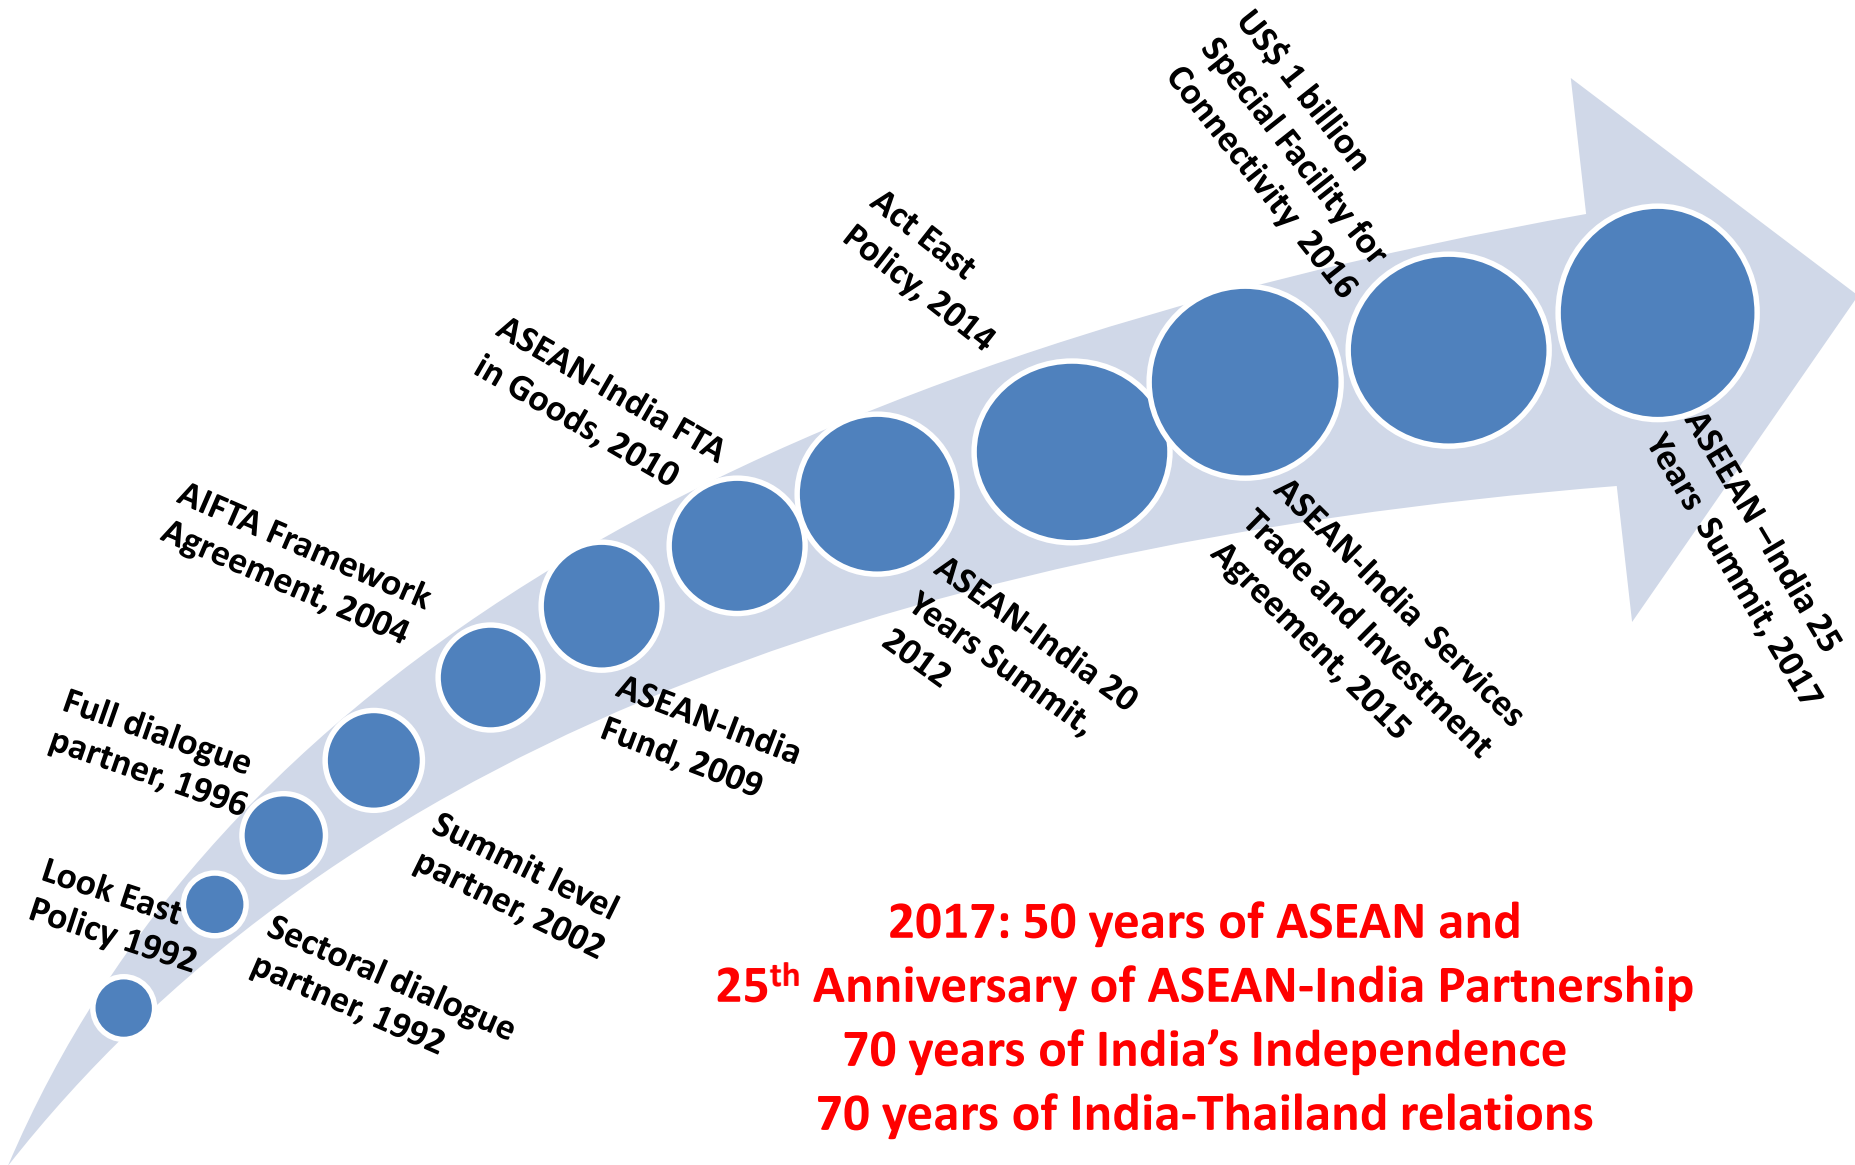 Look East
Policy 1992
Sectoral dialogue
partner, 1992
Full dialogue
partner, 1996
Summit level
partner, 2002
AIFTA Framework
Agreement, 2004
ASEAN-India
Fund, 2009
ASEAN-India FTA
in Goods, 2010
ASEAN-India 20
Years Summit,
2012
Act East
Policy, 2014
ASEAN-India Services
Trade and Investment
Agreement, 2015
US$ 1 billion
Special Facility for
Connectivity 2016
ASEEAN –India 25
Years Summit, 2017
2017: 50 years of ASEAN and
25th Anniversary of ASEAN-India Partnership
70 years of India’s Independence
70 years of India-Thailand relations